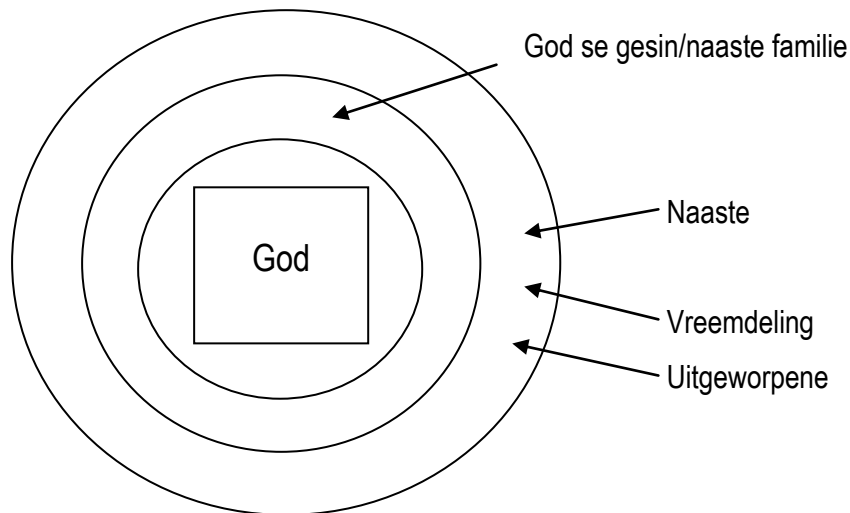 God se gesin/naaste familie
Naaste
God
Vreemdeling
Uitgeworpene